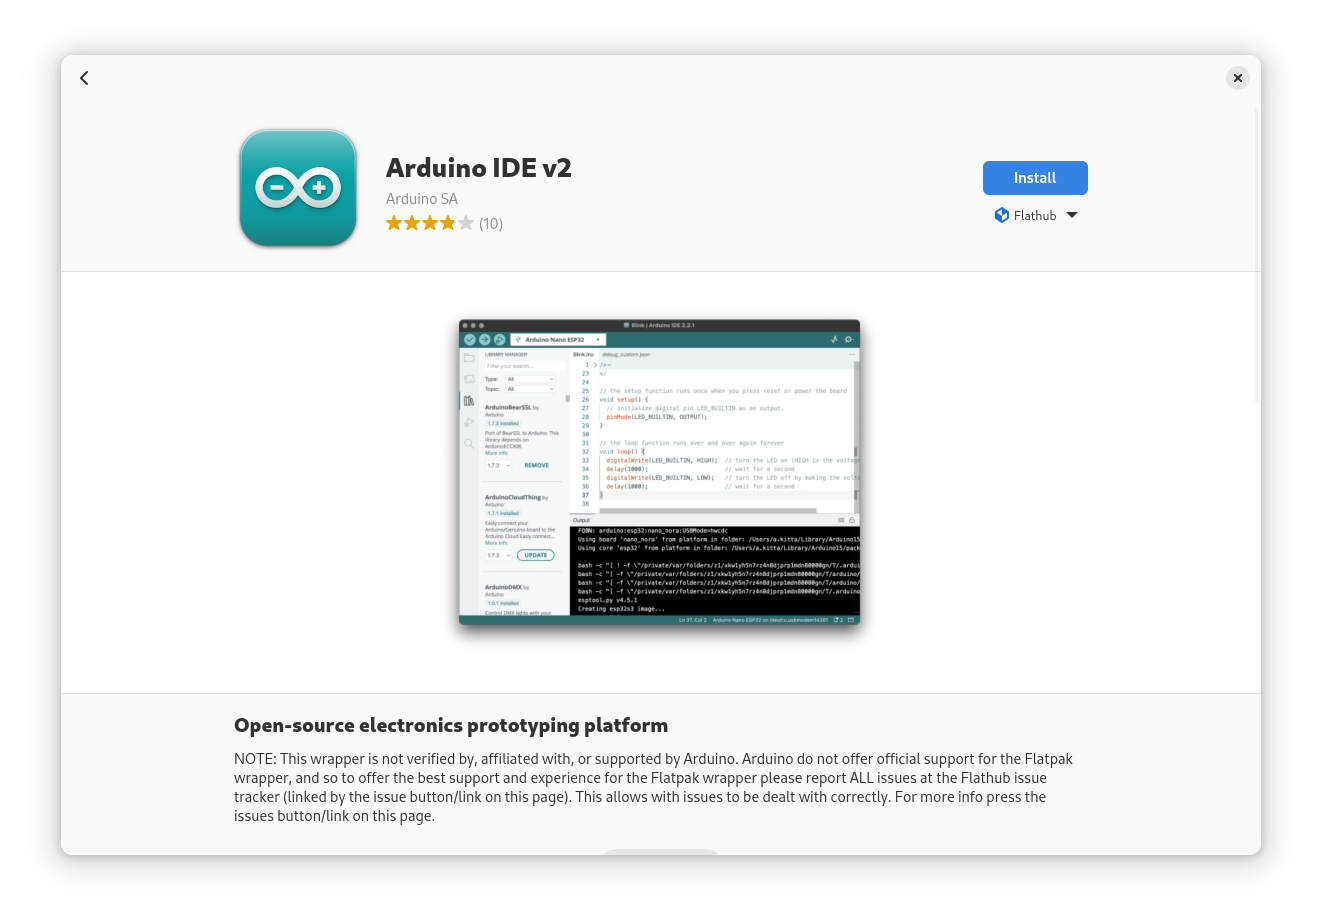 Arduino IDE v2
Arduino SA
(10)
Install
Flathub
Blink | Arduino IDE 2.2.1
Arduino Nano ESP32
LIBRARY MANAGER
Filter your search...
Type: All
Topic: All
ArduinoBearSSL by
Arduino
1.7.3 installed
Port of BearSSL to Arduino. This
library depends on
ArduinoECCX08.
More info
1.7.3 REMOVE
ArduinoCloudThing by
Arduino
1.7.1 installed
Easily connect your
Arduino/Genuino board to the
Arduino Cloud Easily connect...
More info
1.7.3 UPDATE
ArduinoDMX by
Arduino
1.0.1 installed
Control DMX lights with your
Blink.ino debug_custom.json
1 /*
23 */
24
25 // the setup function runs once when you press reset or power the board
26 void setup() {
27 // initialize digital pin LED_BUILTIN as an output.
28 pinMode(LED_BUILTIN, OUTPUT);
29 }
30
31 // the loop function runs over and over again forever
32 void loop() {
33 digitalWrite(LED_BUILTIN, HIGH); // turn the LED on (HIGH is the voltage
34 delay(1000); // wait for a second
35 digitalWrite(LED_BUILTIN, LOW); // turn the LED off by making the volta
36 delay(1000); // wait for a second
37 }
38
Output
FQBN: arduino:esp32:nano_nora:USBMode=hwcdc
Using board 'nano_nora' from platform in folder: /Users/a.kitta/Library/Arduino15
Using core 'esp32' from platform in folder: /Users/a.kitta/Library/Arduino15/pack
bash -c "[ ! -f \"/private/var/folders/z1/xkw1yh5n7rz4n8djprp1mdn80000gn/T/.ardui
bash -c "[ -f \"/private/var/folders/z1/xkw1yh5n7rz4n8djprp1mdn80000gn/T/arduino/
bash -c "[ -f \"/private/var/folders/z1/xkw1yh5n7rz4n8djprp1mdn80000gn/T/arduino/
bash -c "[ -f \"/private/var/folders/z1/xkw1yh5n7rz4n8djprp1mdn80000gn/T/.arduino
esptool.py v4.5.1
Creating esp32s3 image...
Ln 37, Col 2 Arduino Nano ESP32 on /dev/cu.usbmodem14301 2
Open-source electronics prototyping platform
NOTE: This wrapper is not verified by, affiliated with, or supported by Arduino. Arduino do not offer official support for the Flatpak
wrapper, and so to offer the best support and experience for the Flatpak wrapper please report ALL issues at the Flathub issue
tracker (linked by the issue button/link on this page). This allows with issues to be dealt with correctly. For more info press the
issues button/link on this page.